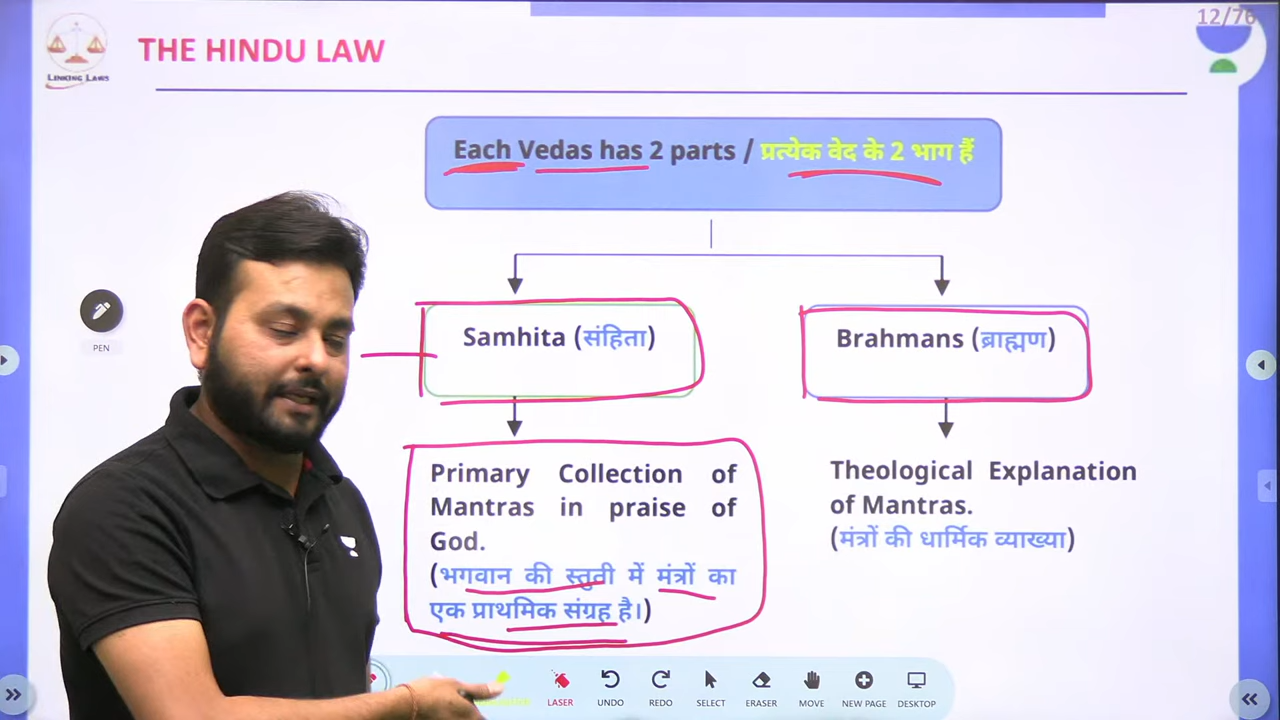 12/76
THE HINDU LAW
LINKING LAWS
Each Vedas has 2 parts / प्रत्येक वेद के 2 भाग हैं
Samhita (संहिता)
Brahmans (ब्राह्मण)
PEN
Primary Collection of
Mantras in praise of
God.
(भगवान की स्तुती में मंत्रों का
एक प्राथमिक संग्रह है।)
Theological Explanation
of Mantras.
(मंत्रों की धार्मिक व्याख्या)
LASER
UNDO
REDO
SELECT
ERASER
MOVE
NEW PAGE
DESKTOP